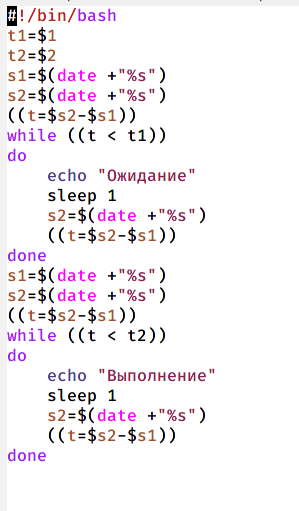 #!/bin/bash
t1=$1
t2=$2
s1=$(date +"%s")
s2=$(date +"%s")
((t=$s2-$s1))
while ((t < t1))
do
    echo "Ожидание"
    sleep 1
    s2=$(date +"%s")
    ((t=$s2-$s1))
done
s1=$(date +"%s")
s2=$(date +"%s")
((t=$s2-$s1))
while ((t < t2))
do
    echo "Выполнение"
    sleep 1
    s2=$(date +"%s")
    ((t=$s2-$s1))
done